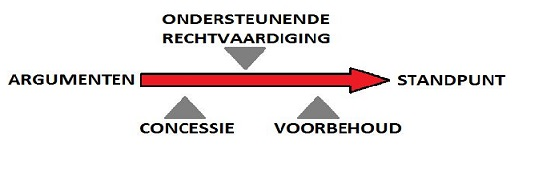 ONDERSTEUNENDE
RECHTVAARDIGING
ARGUMENTEN
STANDPUNT
CONCESSIE
VOORBEHOUD